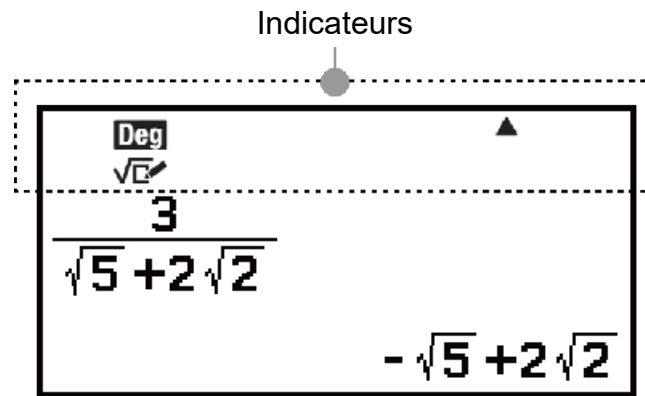 Indicateurs
Deg ▲
√□
3
√5 +2√2
-√5 +2√2